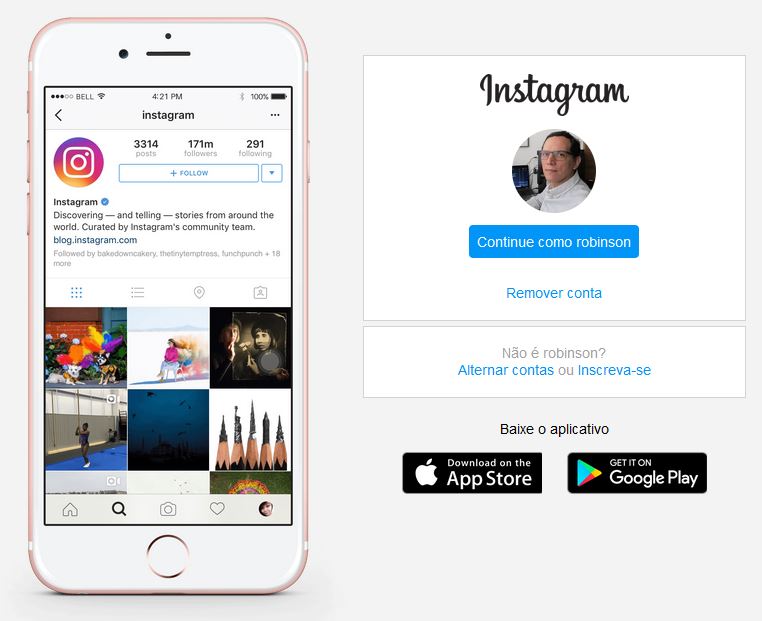 BELL
4:21 PM
100%
instagram
3314
posts
171m
followers
291
following
+ FOLLOW
Instagram
Discovering — and telling — stories from around the
world. Curated by Instagram's community team.
blog.instagram.com
Followed by bakedowncakery, thetinytemptress, funchpunch + 18
more
Instagram
Continue como robinson
Remover conta
Não é robinson?
Alternar contas ou Inscreva-se
Baixe o aplicativo
Download on the
App Store
GET IT ON
Google Play